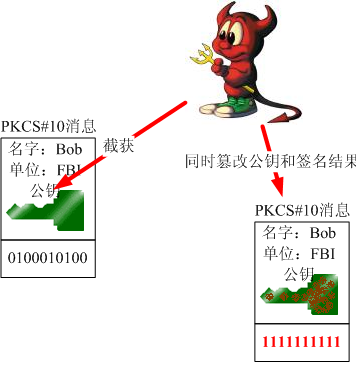 截获
同时篡改公钥和签名结果
PKCS#10消息
名字：Bob
单位：FBI
公钥
0100010100
PKCS#10消息
名字：Bob
单位：FBI
公钥
1111111111